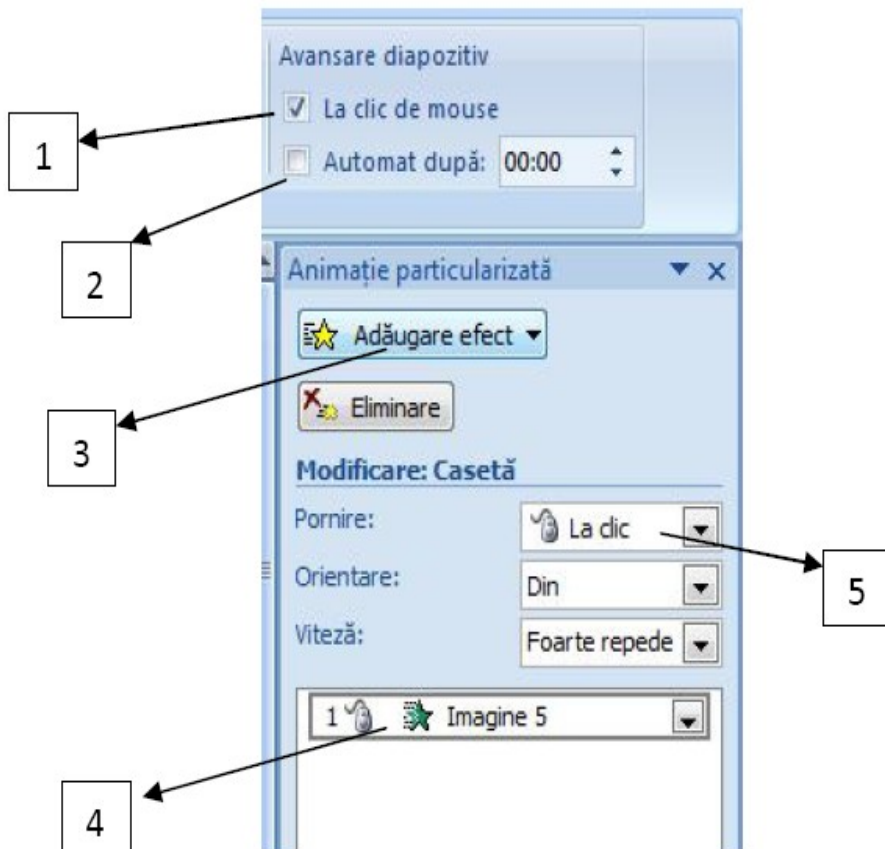 Avansare diapozitiv
La clic de mouse
1
Automat după: 00:00
2
Animație particularizată
Adăugare efect
3
Eliminare
Modificare: Casetă
Pornire: La clic
5
Orientare: Din
Viteză: Foarte repede
1 Imagine 5
4